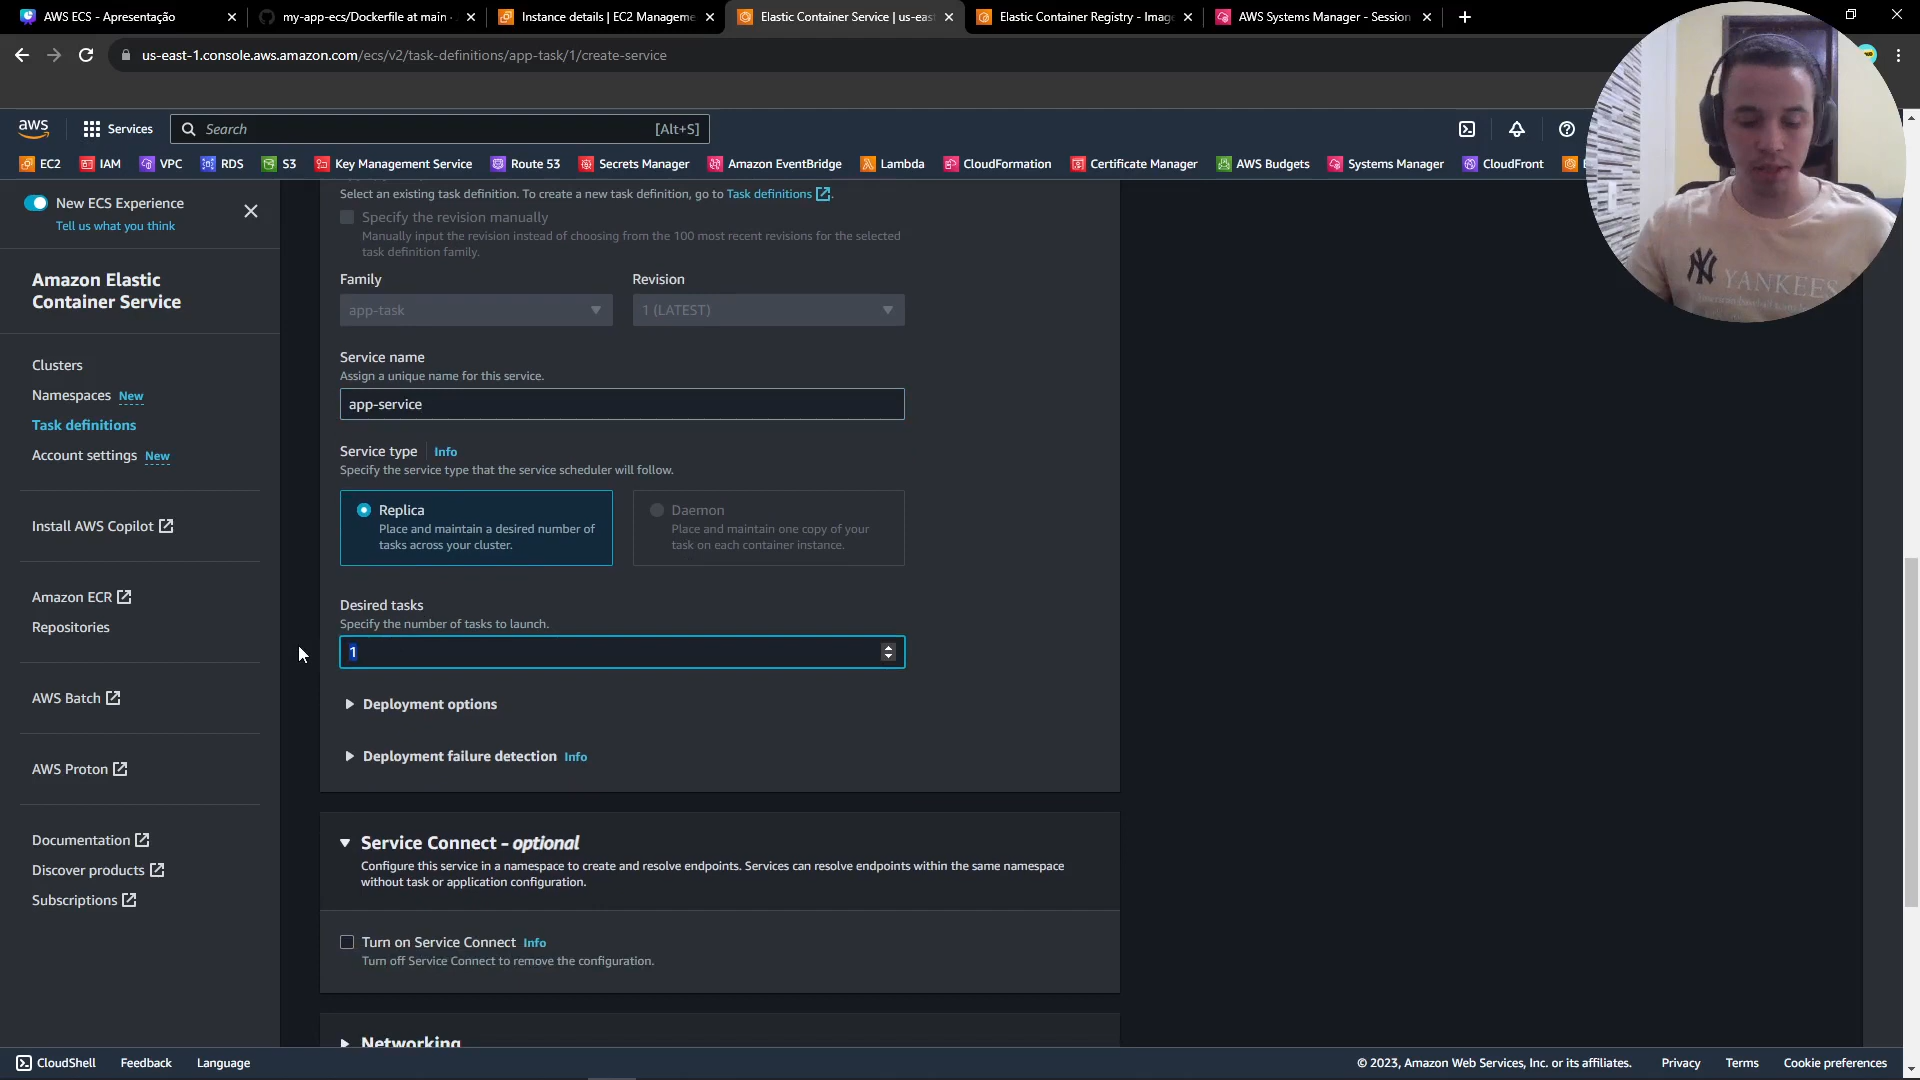 AWS ECS - Apresentação
my-app-ecs/Dockerfile at main
Instance details | EC2 Manageme
Elastic Container Service | us-eas
Elastic Container Registry - Imag
AWS Systems Manager - Session
us-east-1.console.aws.amazon.com/ecs/v2/task-definitions/app-task/1/create-service
aws
Services
Search
[Alt+S]
EC2
IAM
VPC
RDS
S3
Key Management Service
Route 53
Secrets Manager
Amazon EventBridge
Lambda
CloudFormation
Certificate Manager
AWS Budgets
Systems Manager
CloudFront
New ECS Experience
Tell us what you think
Amazon Elastic
Container Service
Clusters
Namespaces New
Task definitions
Account settings New
Install AWS Copilot
Amazon ECR
Repositories
AWS Batch
AWS Proton
Documentation
Discover products
Subscriptions
Select an existing task definition. To create a new task definition, go to Task definitions.
Specify the revision manually
Manually input the revision instead of choosing from the 100 most recent revisions for the selected
task definition family.
Family
Revision
app-task
1 (LATEST)
Service name
Assign a unique name for this service.
app-service
Service type Info
Specify the service type that the service scheduler will follow.
Replica
Place and maintain a desired number of
tasks across your cluster.
Daemon
Place and maintain one copy of your
task on each container instance.
Desired tasks
Specify the number of tasks to launch.
1
Deployment options
Deployment failure detection Info
Service Connect - optional
Configure this service in a namespace to create and resolve endpoints. Services can resolve endpoints within the same namespace
without task or application configuration.
Turn on Service Connect Info
Turn off Service Connect to remove the configuration.
Networking
NY YANKEES
CloudShell
Feedback
Language
© 2023, Amazon Web Services, Inc. or its affiliates.
Privacy
Terms
Cookie preferences